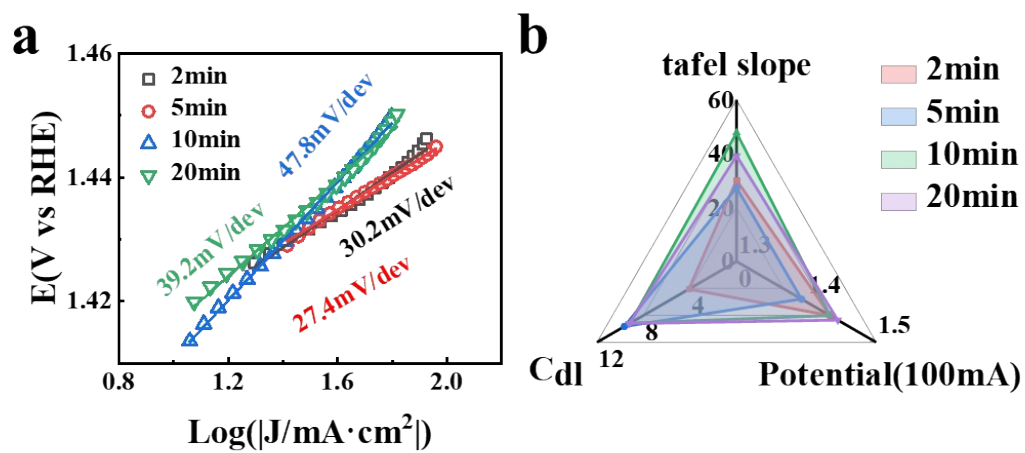 a
1.46
1.44
1.42
E(V vs RHE)
2min
5min
10min
20min
47.8mV/dev
39.2mV/dev
30.2mV/dev
27.4mV/dev
0.8 1.2 1.6 2.0
Log(|J/mA·cm²|)
b
tafel slope
60
40
20
0
1.3
1.4
1.5
0
4
8
12
Cdl
Potential(100mA)
2min
5min
10min
20min